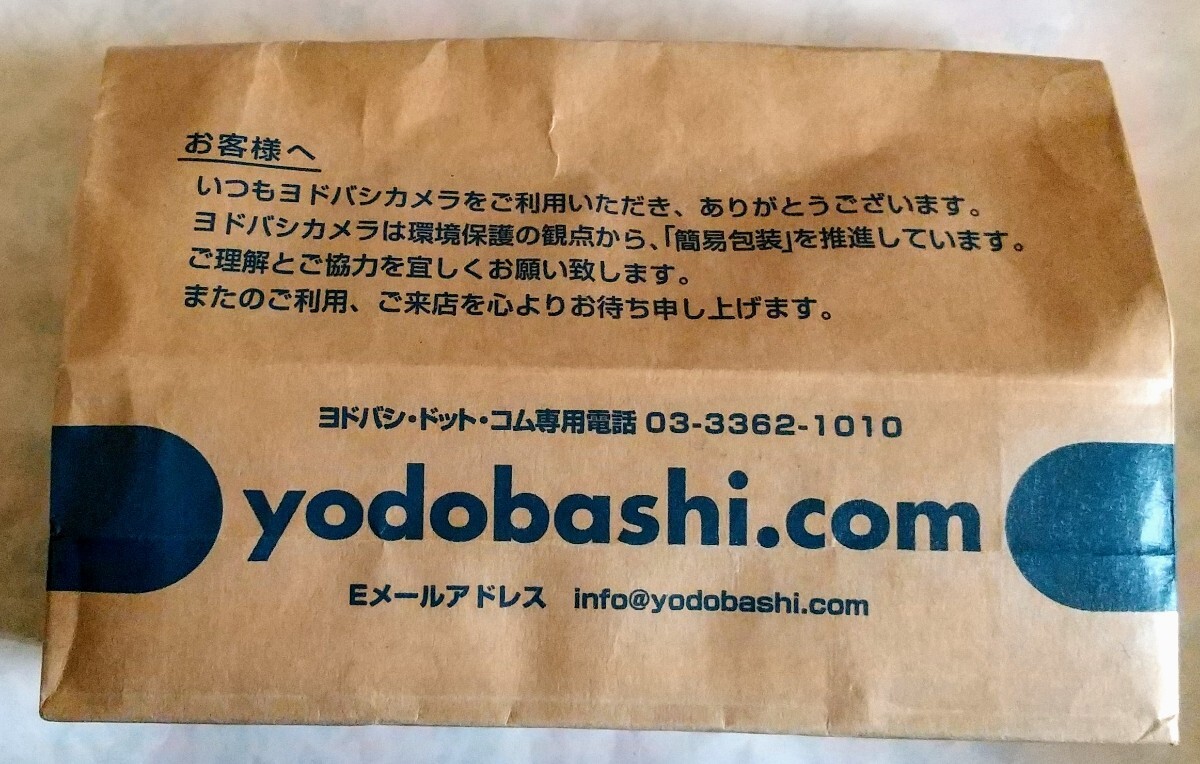 お客様へ
いつもヨドバシカメラをご利用いただき、ありがとうございます。
ヨドバシカメラは環境保護の観点から、「簡易包装」を推進しています。
ご理解とご協力を宜しくお願い致します。
またのご利用、ご来店を心よりお待ち申し上げます。
ヨドバシ・ドット・コム専用電話 03-3362-1010
yodobashi.com
Eメールアドレス info@yodobashi.com